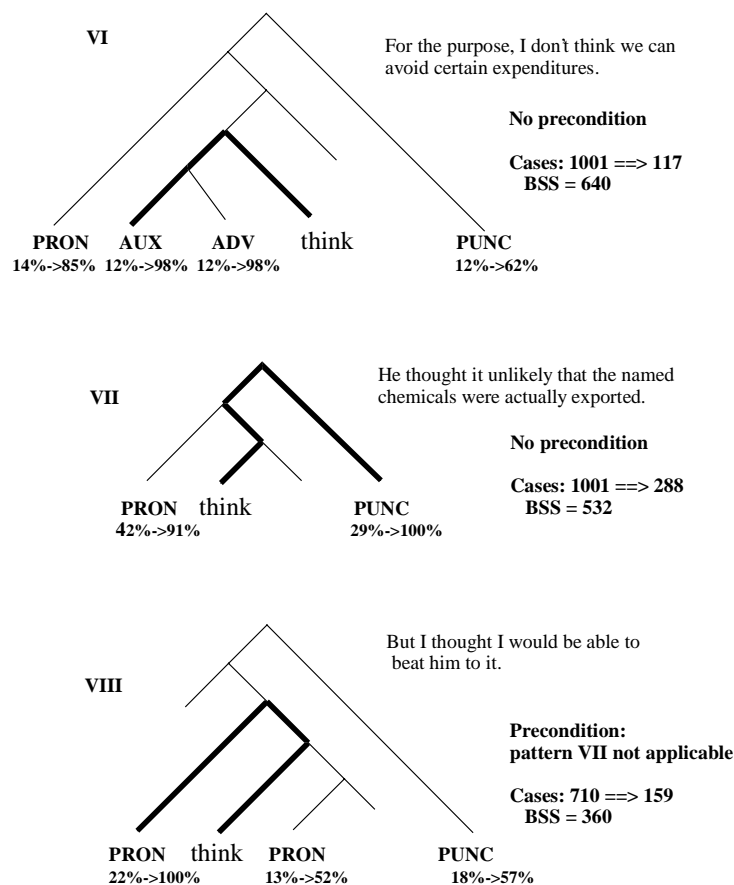 VI
For the purpose, I don't think we can
avoid certain expenditures.
No precondition
Cases: 1001 ==> 117
BSS = 640
PRON AUX ADV think PUNC
14%->85% 12%->98% 12%->98% 12%->62%
VII
He thought it unlikely that the named
chemicals were actually exported.
No precondition
Cases: 1001 ==> 288
BSS = 532
PRON think PUNC
42%->91% 29%->100%
VIII
But I thought I would be able to
beat him to it.
Precondition:
pattern VII not applicable
Cases: 710 ==> 159
BSS = 360
PRON think PRON PUNC
22%->100% 13%->52% 18%->57%